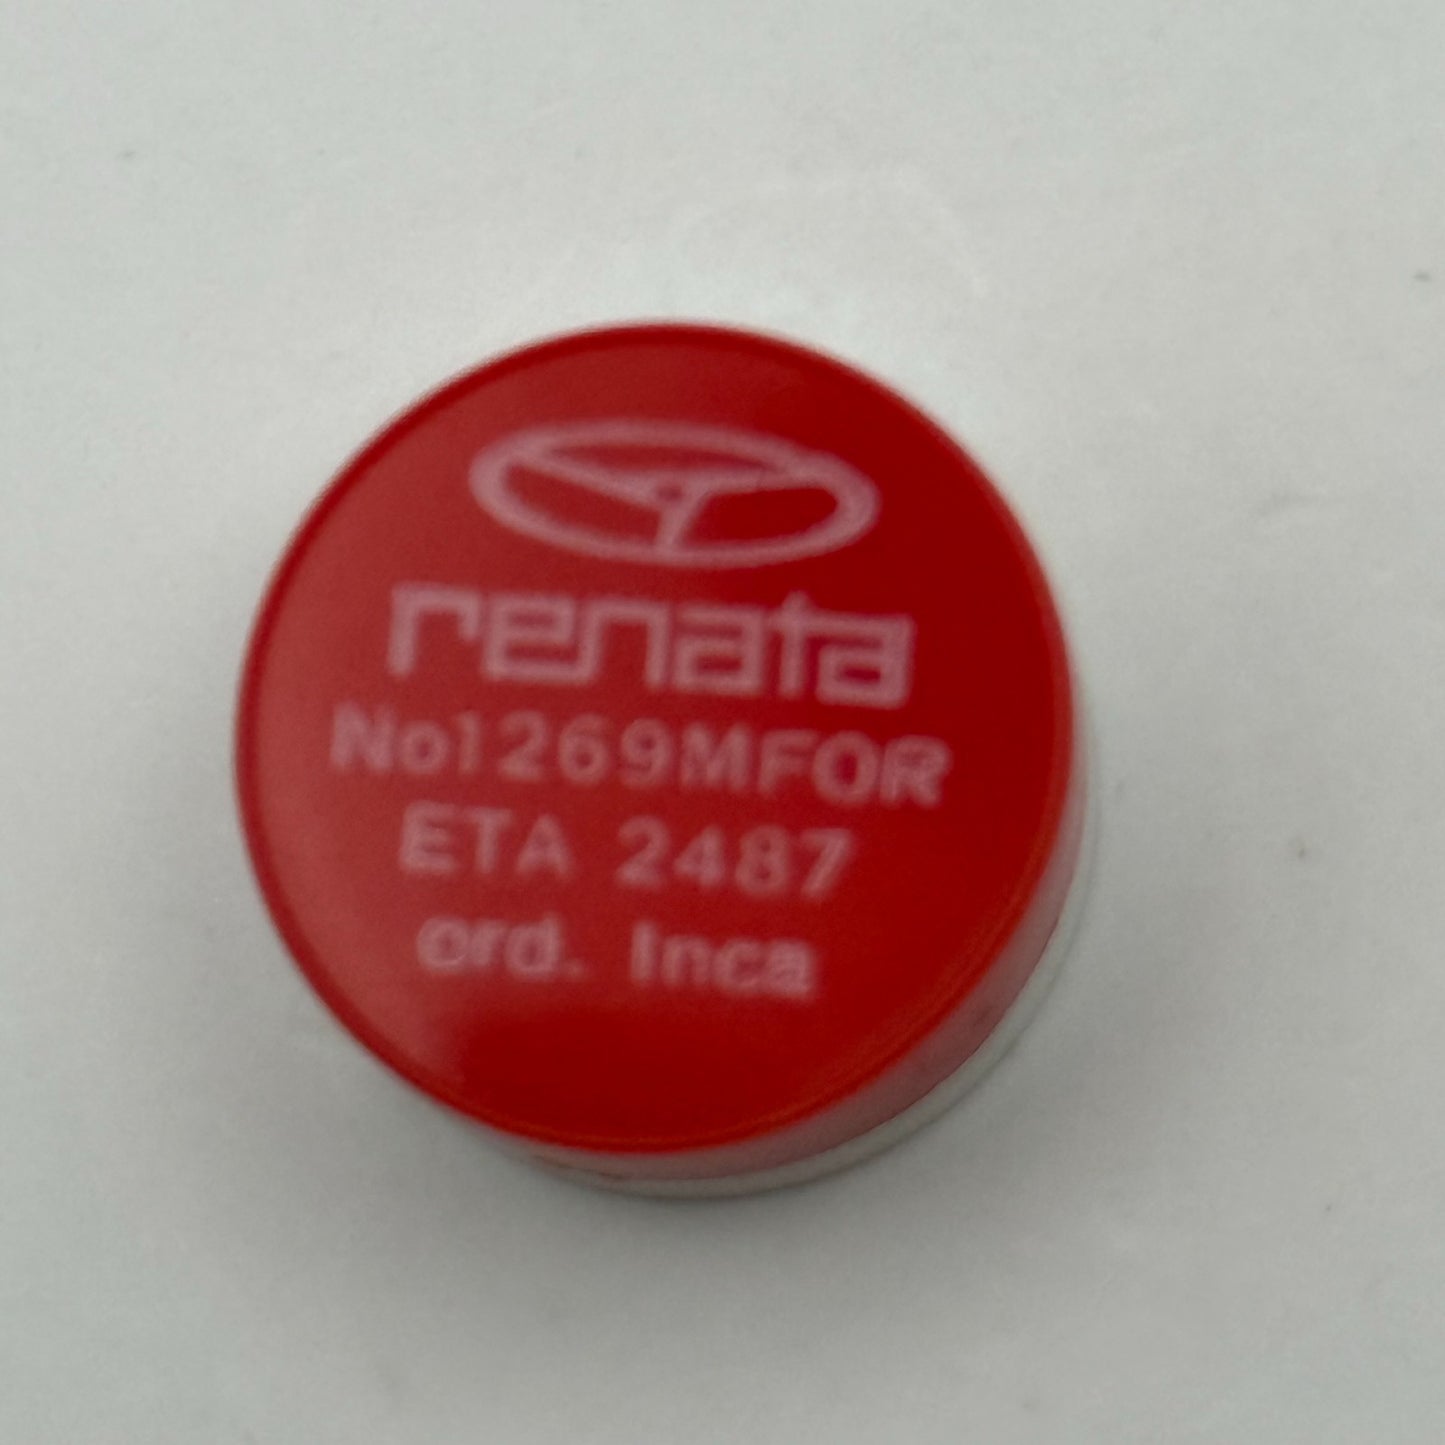 renata
No1269MFOR
ETA 2487
ord. Inca